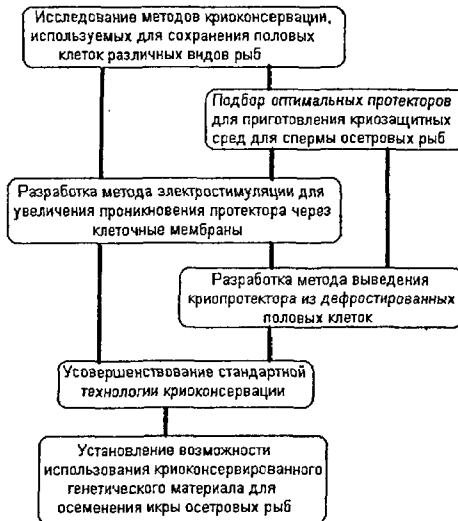 Исследование методов криоконсервации,
используемых для сохранения половых
клеток различных видов рыб
Подбор оптимальных протекторов
для приготовления криозащитных
сред для спермы осетровых рыб
Разработка метода электростимуляции для
увеличения проникновения протектора через
клеточные мембраны
Разработка метода выведения
криопротектора из дефростированных
половых клеток
Усовершенствование стандартной
технологии криоконсервации
Установление возможности
использования криоконсервированного
генетического материала для
осеменения икры осетровых рыб